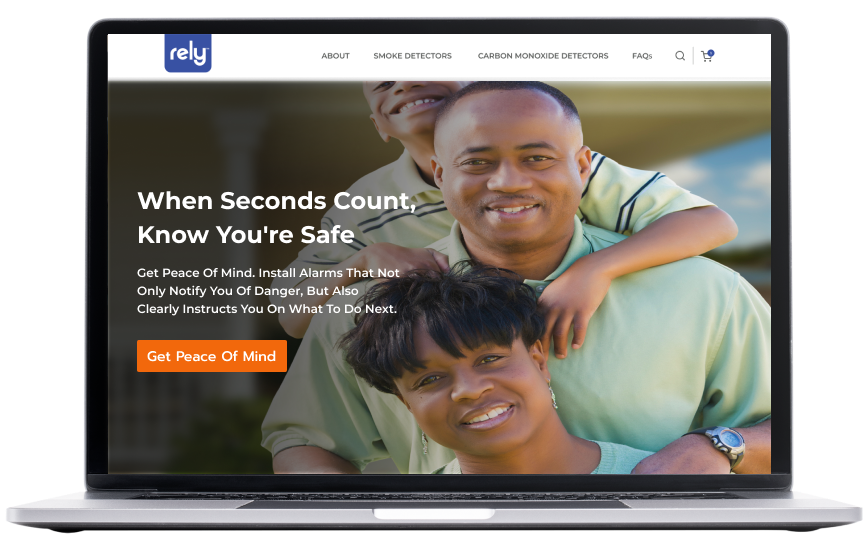 rely
ABOUT
SMOKE DETECTORS
CARBON MONOXIDE DETECTORS
FAQs
When Seconds Count,
Know You're Safe
Get Peace Of Mind. Install Alarms That Not
Only Notify You Of Danger, But Also
Clearly Instructs You On What To Do Next.
Get Peace Of Mind